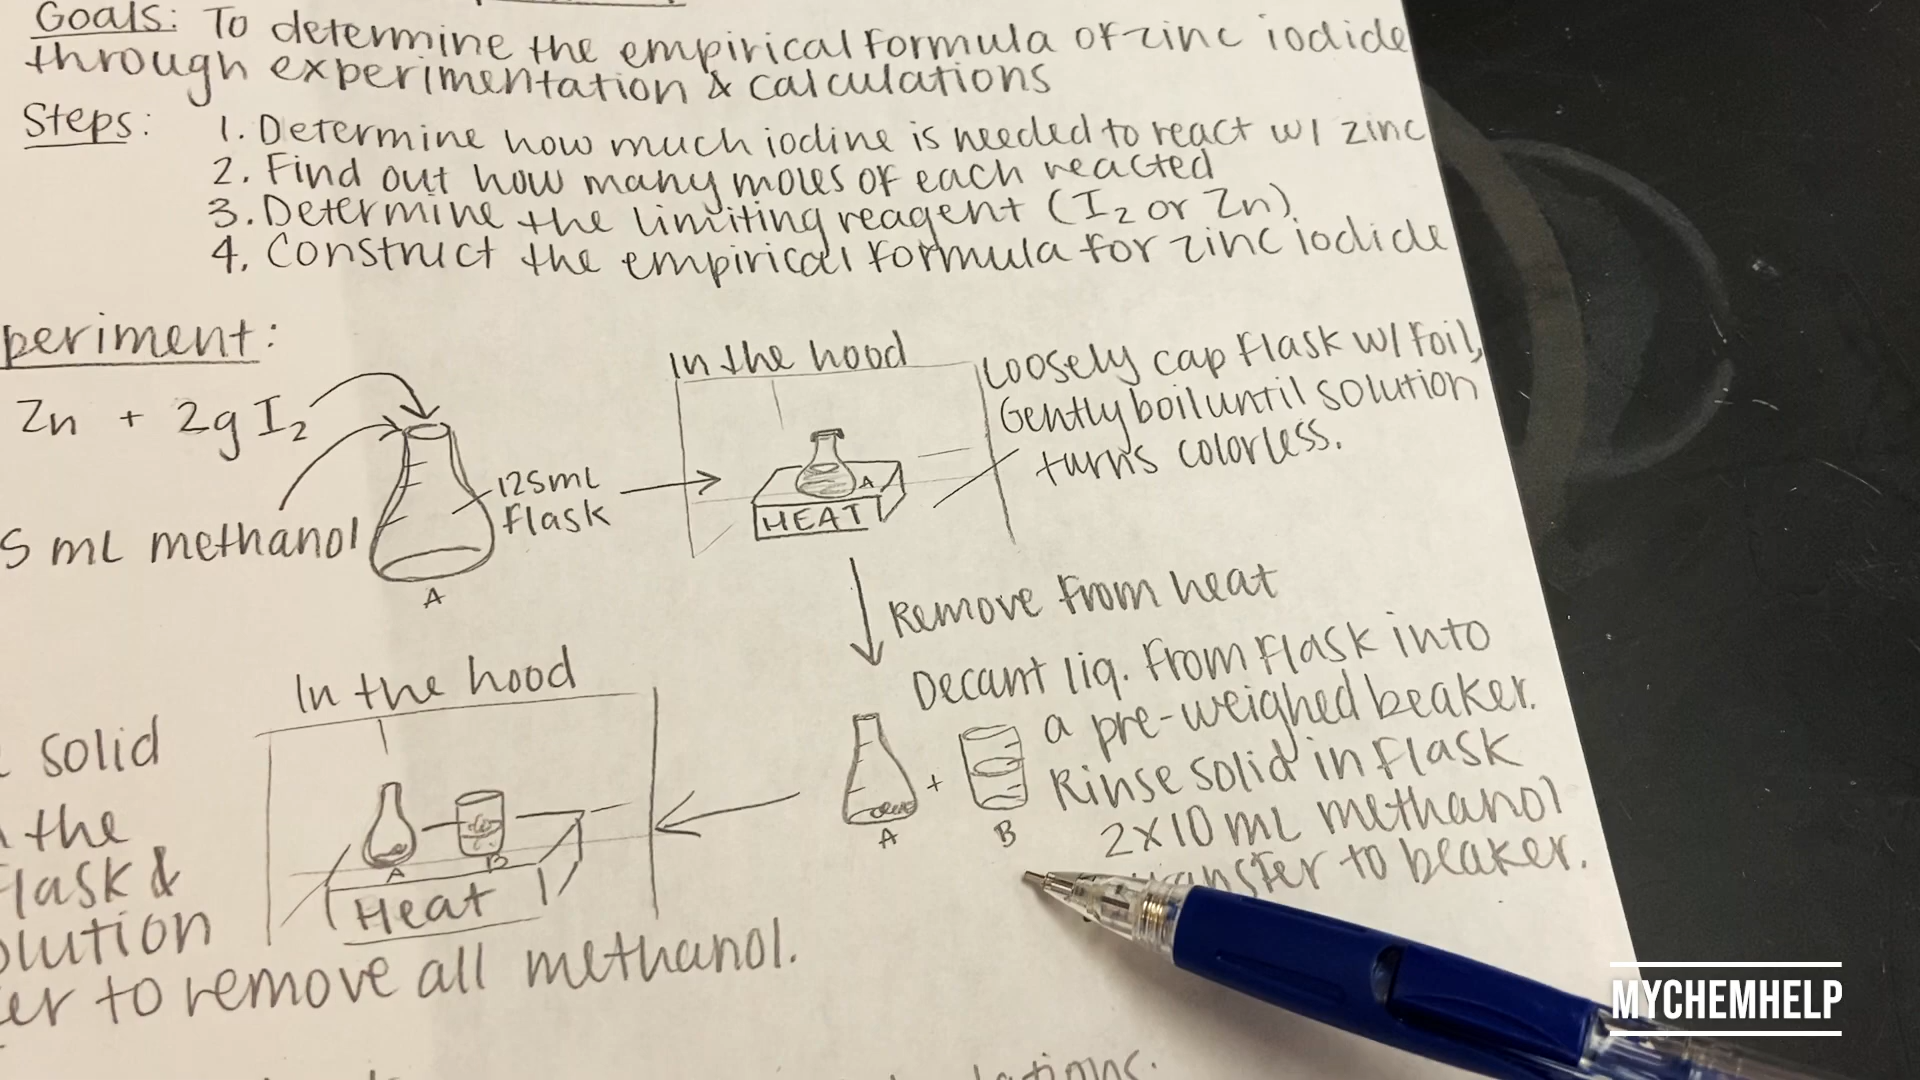 Goals: To determine the empirical formula of zinc iodide
through experimentation & calculations
Steps: 1. Determine how much iodine is needed to react w/ zinc
2. Find out how many moles of each reacted
3. Determine the limiting reagent (I2 or Zn).
4. Construct the empirical formula for zinc iodide
periment:
Zn + 2g I2
5 mL methanol
125mL
flask
A
In the hood
A
HEAT
Loosely cap flask w/ foil,
Gently boil until solution
turns colorless.
Remove from heat
Decant liq. from flask into
a pre-weighed beaker.
Rinse solid in flask
2x10 mL methanol
transfer to beaker.
A + B
In the hood
A
B
Heat
solid
the
flask &
olution
er to remove all methanol.
MYCHEMHELP